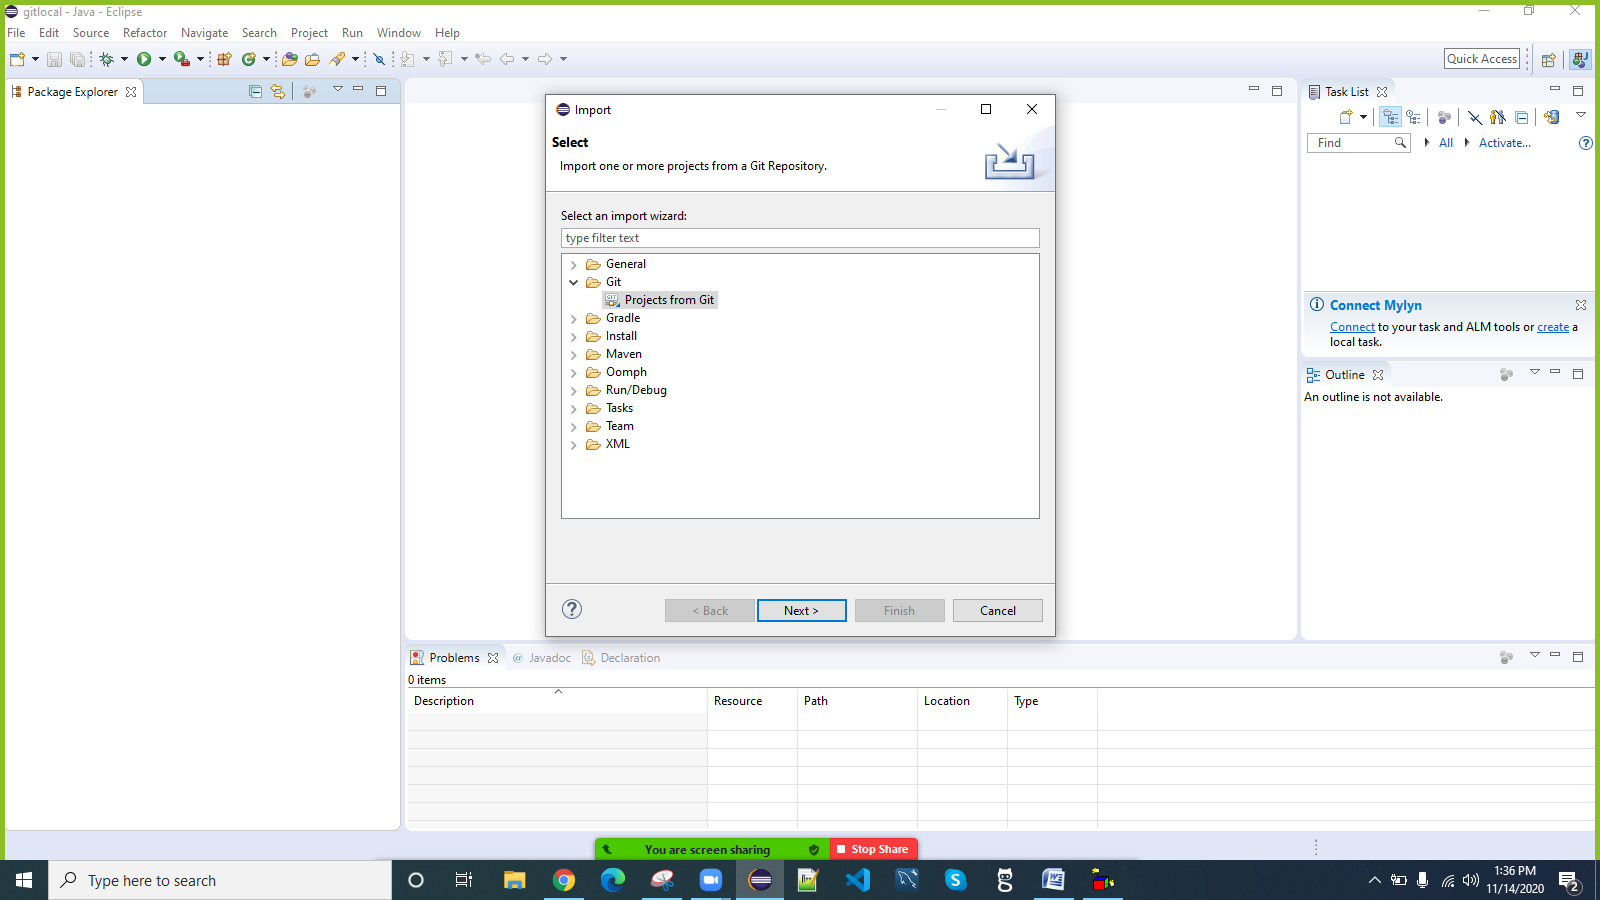 gitlocal - Java - Eclipse
File Edit Source Refactor Navigate Search Project Run Window Help
Quick Access
Package Explorer
Task List
Find All Activate...
Import
Select
Import one or more projects from a Git Repository.
Select an import wizard:
type filter text
General
Git
Projects from Git
Gradle
Install
Maven
Oomph
Run/Debug
Tasks
Team
XML
< Back Next > Finish Cancel
Connect Mylyn
Connect to your task and ALM tools or create a
local task.
Outline
An outline is not available.
Problems @ Javadoc Declaration
0 items
Description Resource Path Location Type
You are screen sharing Stop Share
Type here to search
1:36 PM
11/14/2020
2